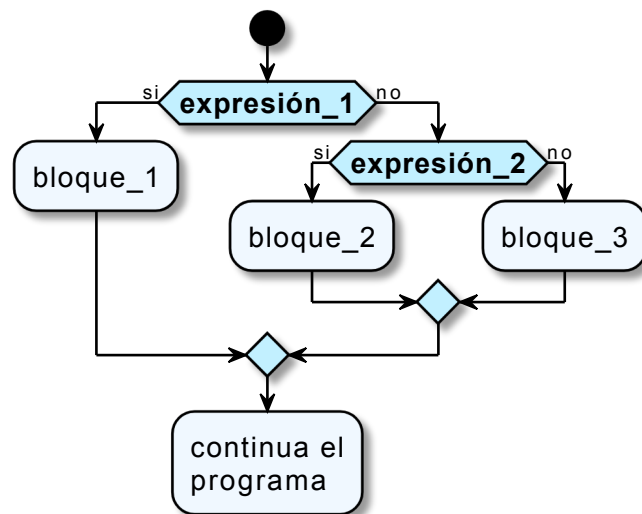 si
expresión_1
no
bloque_1
si
expresión_2
no
bloque_2
bloque_3
continua el
programa